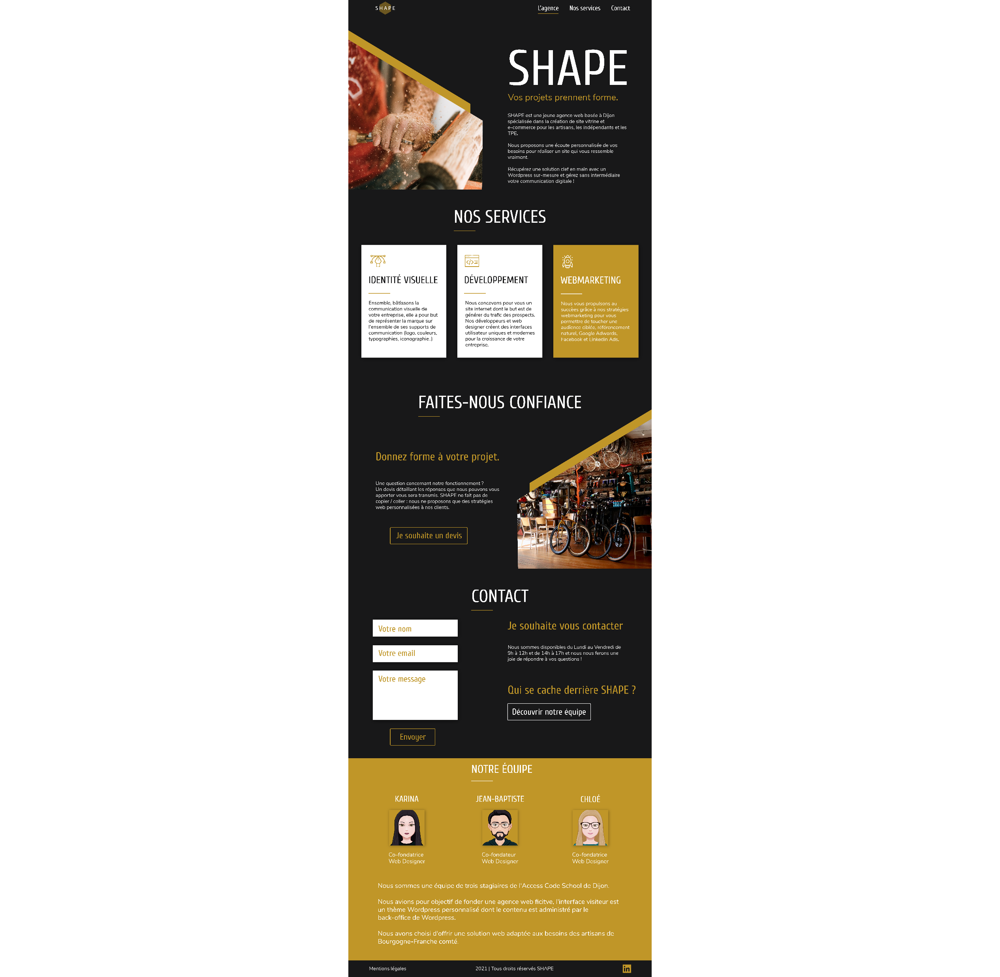 SHAPE
L'agence
Nos services
Contact
SHAPE
Vos projets prennent forme.
SHAPE est une jeune agence web basée à Dijon
spécialisée dans la création de site vitrine et
e-commerce pour les artisans, les indépendants et les
TPE.
Nous proposons une écoute personnalisée de vos
besoins pour réaliser un site qui vous ressemble
vraiment.
Récupérez une solution clef en main avec un
Wordpress sur-mesure et gérez sans intermédiaire
votre communication digitale !
NOS SERVICES
IDENTITÉ VISUELLE
Ensemble, bâtissons la
communication visuelle de
votre entreprise, elle a pour but
de représenter la marque sur
l'ensemble de ses supports de
communication (logo, couleurs,
typographies, iconographie..)
DÉVELOPPEMENT
Nous concevons pour vous un
site internet dont le but est de
générer du trafic des prospects.
Nos développeurs et web
designer créent des interfaces
utilisateur uniques et modernes
pour la croissance de votre
entreprise.
WEBMARKETING
Nous vous propulsons au
succèes grâce à nos stratégies
webmarketing pour vous
permettre de toucher une
audience ciblée, référencement
naturel, Google Adwords,
Facebook et Linkedin Ads.
FAITES-NOUS CONFIANCE
Donnez forme à votre projet.
Une question concernant notre fonctionnement ?
Un devis détaillant les réponses que nous pouvons vous
apporter vous sera transmis. SHAPE ne fait pas de
copier / coller : nous ne proposons que des stratégies
web personnalisées à nos clients.
Je souhaite un devis
CONTACT
Votre nom
Votre email
Votre message
Envoyer
Je souhaite vous contacter
Nous sommes disponibles du Lundi au Vendredi de
9h à 12h et de 14h à 17h et nous nous ferons une
joie de répondre à vos questions !
Qui se cache derrière SHAPE ?
Découvrir notre équipe
NOTRE ÉQUIPE
KARINA
Co-fondatrice
Web Designer
JEAN-BAPTISTE
Co-fondateur
Web Designer
CHLOÉ
Co-fondatrice
Web Designer
Nous sommes une équipe de trois stagiaires de l'Access Code School de Dijon.
Nous avions pour objectif de fonder une agence web ficitve, l'interface visiteur est
un thème Wordpress personnalisé dont le contenu est administré par le
back-office de Wordpress.
Nous avons choisi d'offrir une solution web adaptée aux besoins des artisans de
Bourgogne-Franche comté.
Mentions légales
2021 | Tous droits réservés SHAPE
in